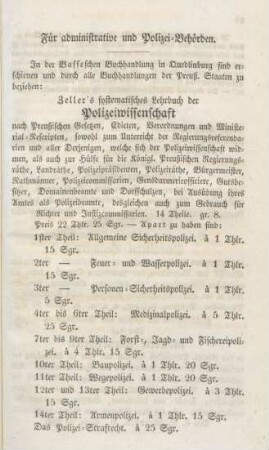 Für administrative und Polizei-Behörden.
In der Basseschen Buchhandlung in Quedlinburg sind er-
schienen und durch alle Buchhandlungen der Preuß. Staaten zu
beziehen:
Zeller's systematisches Lehrbuch der
Polizeiwissenschaft
nach Preußischen Gesetzen, Edicten, Verordnungen und Ministe-
rial-Rescripten, sowohl zum Unterricht der Regierungsreferendа-
rien und aller Derjenigen, welche sich der Polizeiwissenschaft widm-
en, als auch zur Hülfe für die Königl. Preußischen Regierungs-
räthe, Landräthe, Polizeipräsidenten, Polizeiräthe, Bürgermeister,
Rathmänner, Polizeicommissarien, Gensdarmerieofficiere, Gutsbe-
sitzer, Domainenbeamte und Dorfschulzen, bei Ausübung ihres
Amtes als Polizeibeamte, desgleichen auch zum Gebrauch für
Richter und Justizcommissarien. 14 Theile. gr. 8.
Preis 22 Thlr. 25 Sgr. — Apart zu haben sind:
1ster Theil: Allgemeine Sicherheitspolizei. à 1 Thlr.
15 Sgr.
2ter — Feuer- und Wasserpolizei. à 1 Thlr.
15 Sgr.
3ter — Personen-Sicherheitspolizei. à 1 Thlr.
5 Sgr.
4ter bis 6ter Theil: Medizinalpolizei. à 5 Thlr.
25 Sgr.
7ter bis 9ter Theil: Forst-, Jagd- und Fischereipoli-
zei. à 4 Thlr. 15 Sgr.
10ter Theil: Baupolizei. à 1 Thlr. 20 Sgr.
11ter Theil: Wegepolizei. à 1 Thlr. 20 Sgr.
12ter und 13ter Theil: Gewerbepolizei. à 3 Thlr.
15 Sgr.
14ter Theil: Armenpolizei. à 1 Thlr. 15 Sgr.
Das Polizei-Strafrecht. à 25 Sgr.